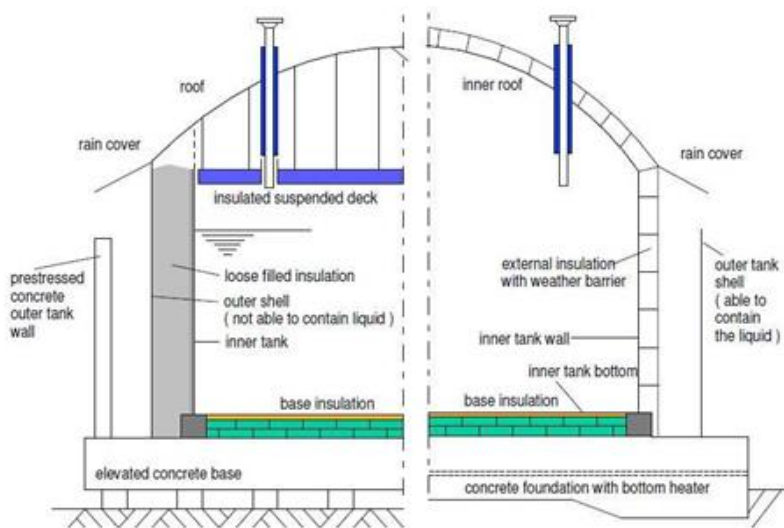 roof
inner roof
rain cover
rain cover
insulated suspended deck
prestressed
concrete
outer tank
wall
loose filled insulation
outer shell
( not able to contain liquid )
inner tank
external insulation
with weather barrier
outer tank
shell
( able to
contain
the liquid )
inner tank wall
inner tank bottom
base insulation
base insulation
elevated concrete base
concrete foundation with bottom heater